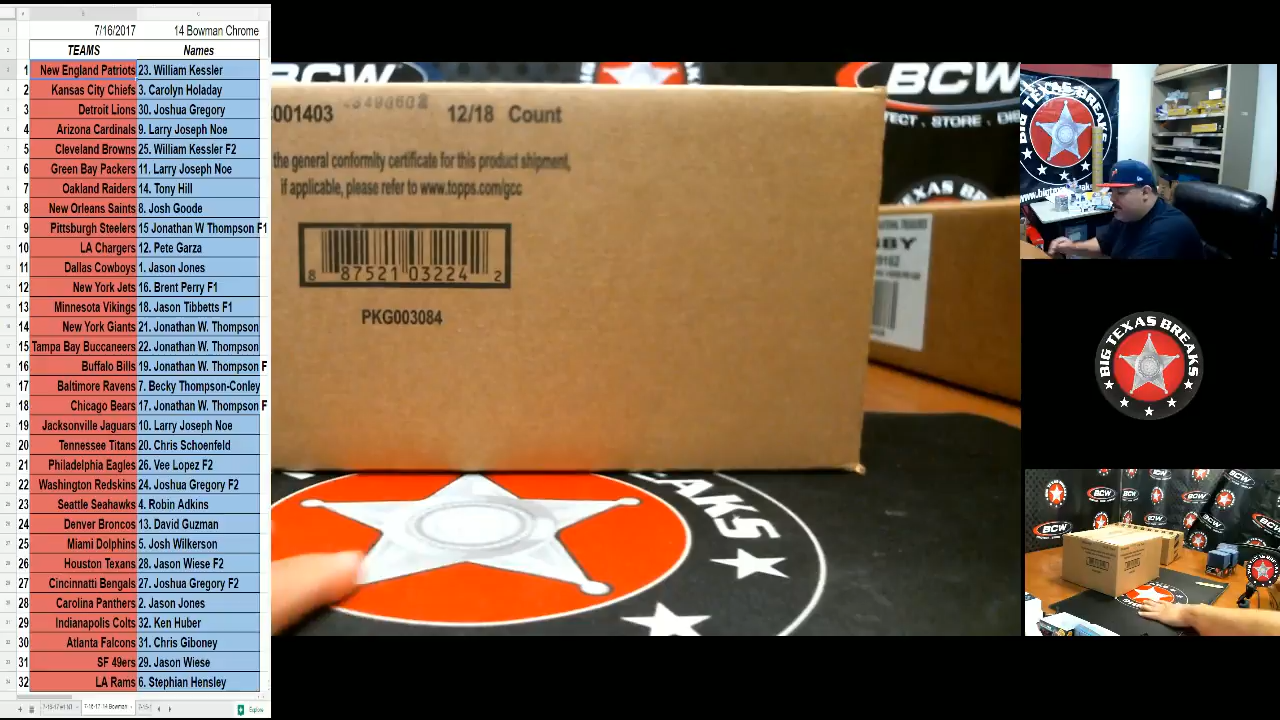 7/16/2017 14 Bowman Chrome
TEAMS Names
1 New England Patriots 23. William Kessler
2 Kansas City Chiefs 3. Carolyn Holaday
3 Detroit Lions 30. Joshua Gregory
4 Arizona Cardinals 9. Larry Joseph Noe
5 Cleveland Browns 25. William Kessler F2
6 Green Bay Packers 11. Larry Joseph Noe
7 Oakland Raiders 14. Tony Hill
8 New Orleans Saints 8. Josh Goode
9 Pittsburgh Steelers 15 Jonathan W Thompson F1
10 LA Chargers 12. Pete Garza
11 Dallas Cowboys 1. Jason Jones
12 New York Jets 16. Brent Perry F1
13 Minnesota Vikings 18. Jason Tibbetts F1
14 New York Giants 21. Jonathan W. Thompson
15 Tampa Bay Buccaneers 22. Jonathan W. Thompson
16 Buffalo Bills 19. Jonathan W. Thompson F
17 Baltimore Ravens 7. Becky Thompson-Conley
18 Chicago Bears 17. Jonathan W. Thompson F
19 Jacksonville Jaguars 10. Larry Joseph Noe
20 Tennessee Titans 20. Chris Schoenfeld
21 Philadelphia Eagles 26. Vee Lopez F2
22 Washington Redskins 24. Joshua Gregory F2
23 Seattle Seahawks 4. Robin Adkins
24 Denver Broncos 13. David Guzman
25 Miami Dolphins 5. Josh Wilkerson
26 Houston Texans 28. Jason Wiese F2
27 Cincinnati Bengals 27. Joshua Gregory F2
28 Carolina Panthers 2. Jason Jones
29 Indianapolis Colts 32. Ken Huber
30 Atlanta Falcons 31. Chris Giboney
31 SF 49ers 29. Jason Wiese
32 LA Rams 6. Stephian Hensley
7-16-17 14 Bowman
Explore
BCW
BCW
001403 12/18 Count
the general conformity certificate for this product shipment,
if applicable, please refer to www.topps.com/gcc
8 87521 03224 2
PKG003084
TEXAS
BIG TEXAS BREAKS
BCW
BCW